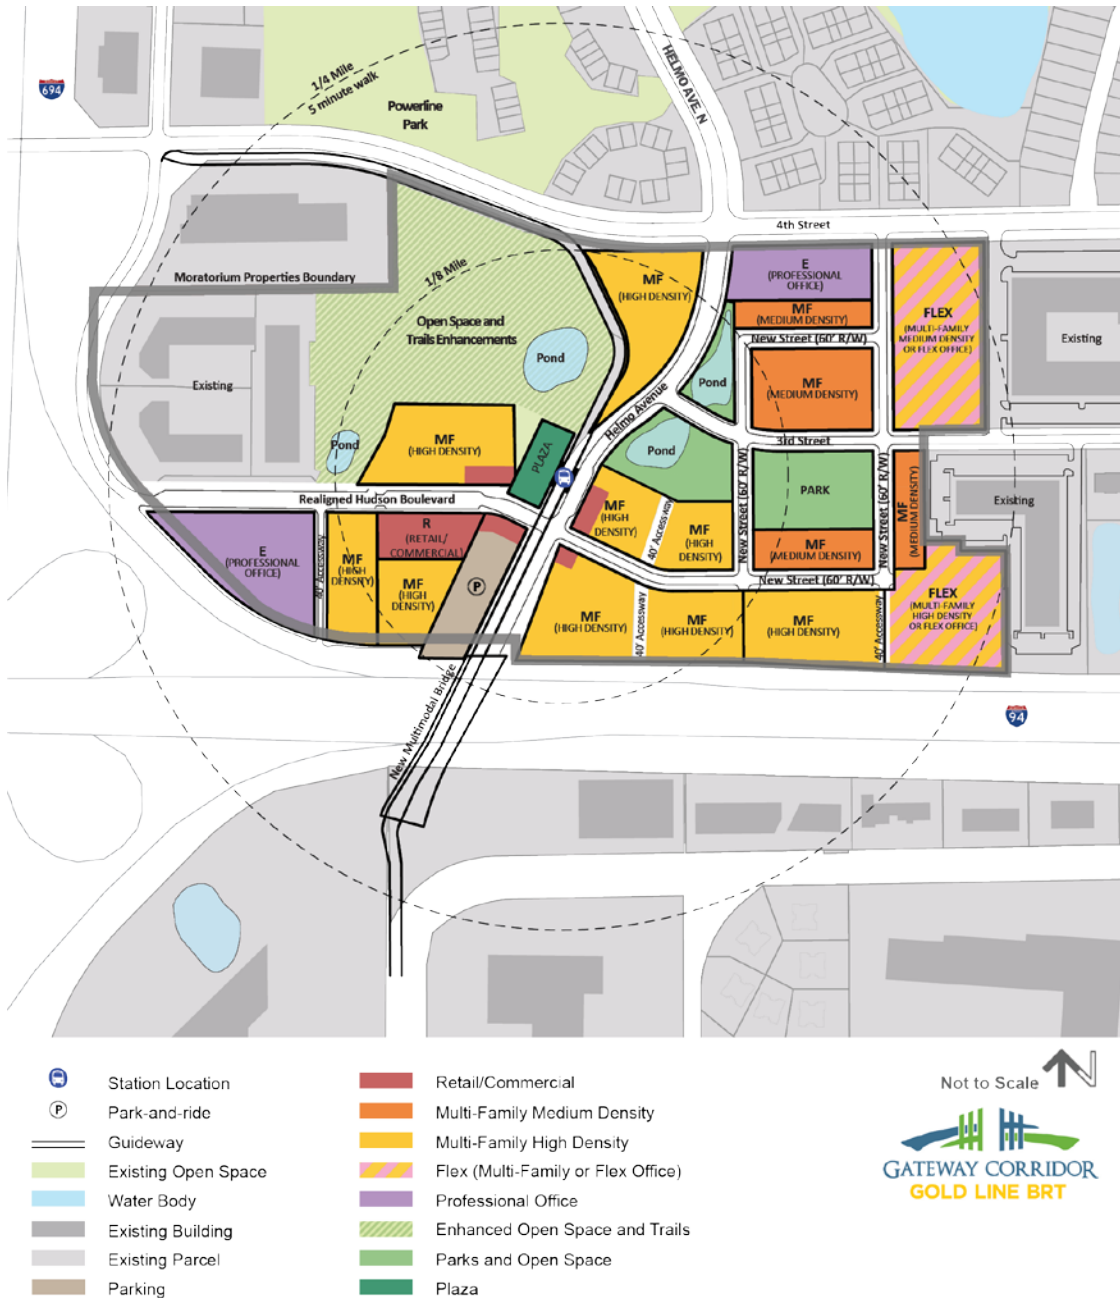 694
1/4 Mile
5 minute walk
Powerline
Park
HELMO AVE. N
4th Street
Moratorium Properties Boundary
1/8 Mile
Open Space and
Trails Enhancements
Pond
MF
(HIGH DENSITY)
E
(PROFESSIONAL
OFFICE)
MF
(MEDIUM DENSITY)
New Street (60' R/W)
FLEX
(MULTI-FAMILY
MEDIUM DENSITY
OR FLEX OFFICE)
Existing
Existing
Pond
MF
(MEDIUM DENSITY)
Helmo Avenue
MF
(HIGH DENSITY)
PLAZA
Pond
Pond
3rd Street
Realigned Hudson Boulevard
PARK
New Street (60' R/W)
New Street (60' R/W)
MF
(MEDIUM DENSITY)
Existing
E
(PROFESSIONAL
OFFICE)
40' Accessway
MF
(HIGH
DENSITY)
R
(RETAIL/
COMMERCIAL)
MF
(HIGH
DENSITY)
P
MF
(HIGH
DENSITY)
40' Accessway
MF
(HIGH
DENSITY)
MF
(MEDIUM DENSITY)
New Street (60' R/W)
MF
(HIGH DENSITY)
40' Accessway
MF
(HIGH DENSITY)
MF
(HIGH DENSITY)
40' Accessway
FLEX
(MULTI-FAMILY
HIGH DENSITY
OR FLEX OFFICE)
New Multimodal Bridge
94
Station Location
P
Park-and-ride
Guideway
Existing Open Space
Water Body
Existing Building
Existing Parcel
Parking
Retail/Commercial
Multi-Family Medium Density
Multi-Family High Density
Flex (Multi-Family or Flex Office)
Professional Office
Enhanced Open Space and Trails
Parks and Open Space
Plaza
Not to Scale
N
GATEWAY CORRIDOR
GOLD LINE BRT